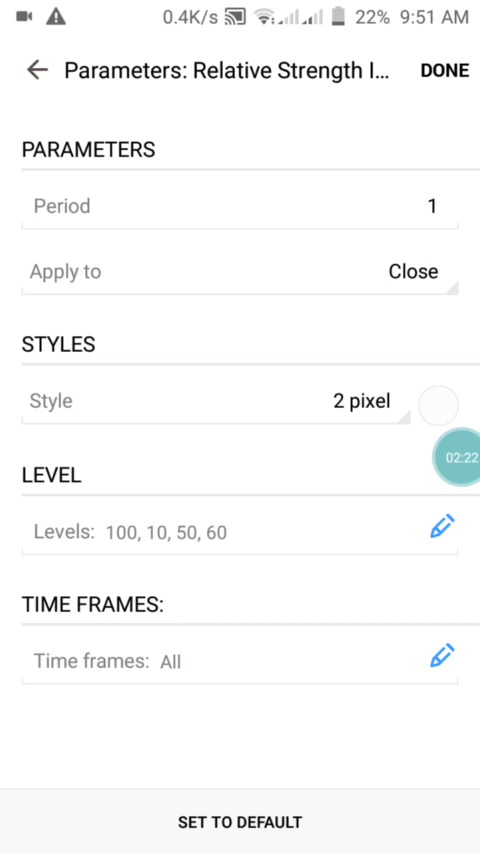 0.4K/s 22% 9:51 AM
Parameters: Relative Strength I... DONE
PARAMETERS
Period 1
Apply to Close
STYLES
Style 2 pixel
02:22
LEVEL
Levels: 100, 10, 50, 60
TIME FRAMES:
Time frames: All
SET TO DEFAULT